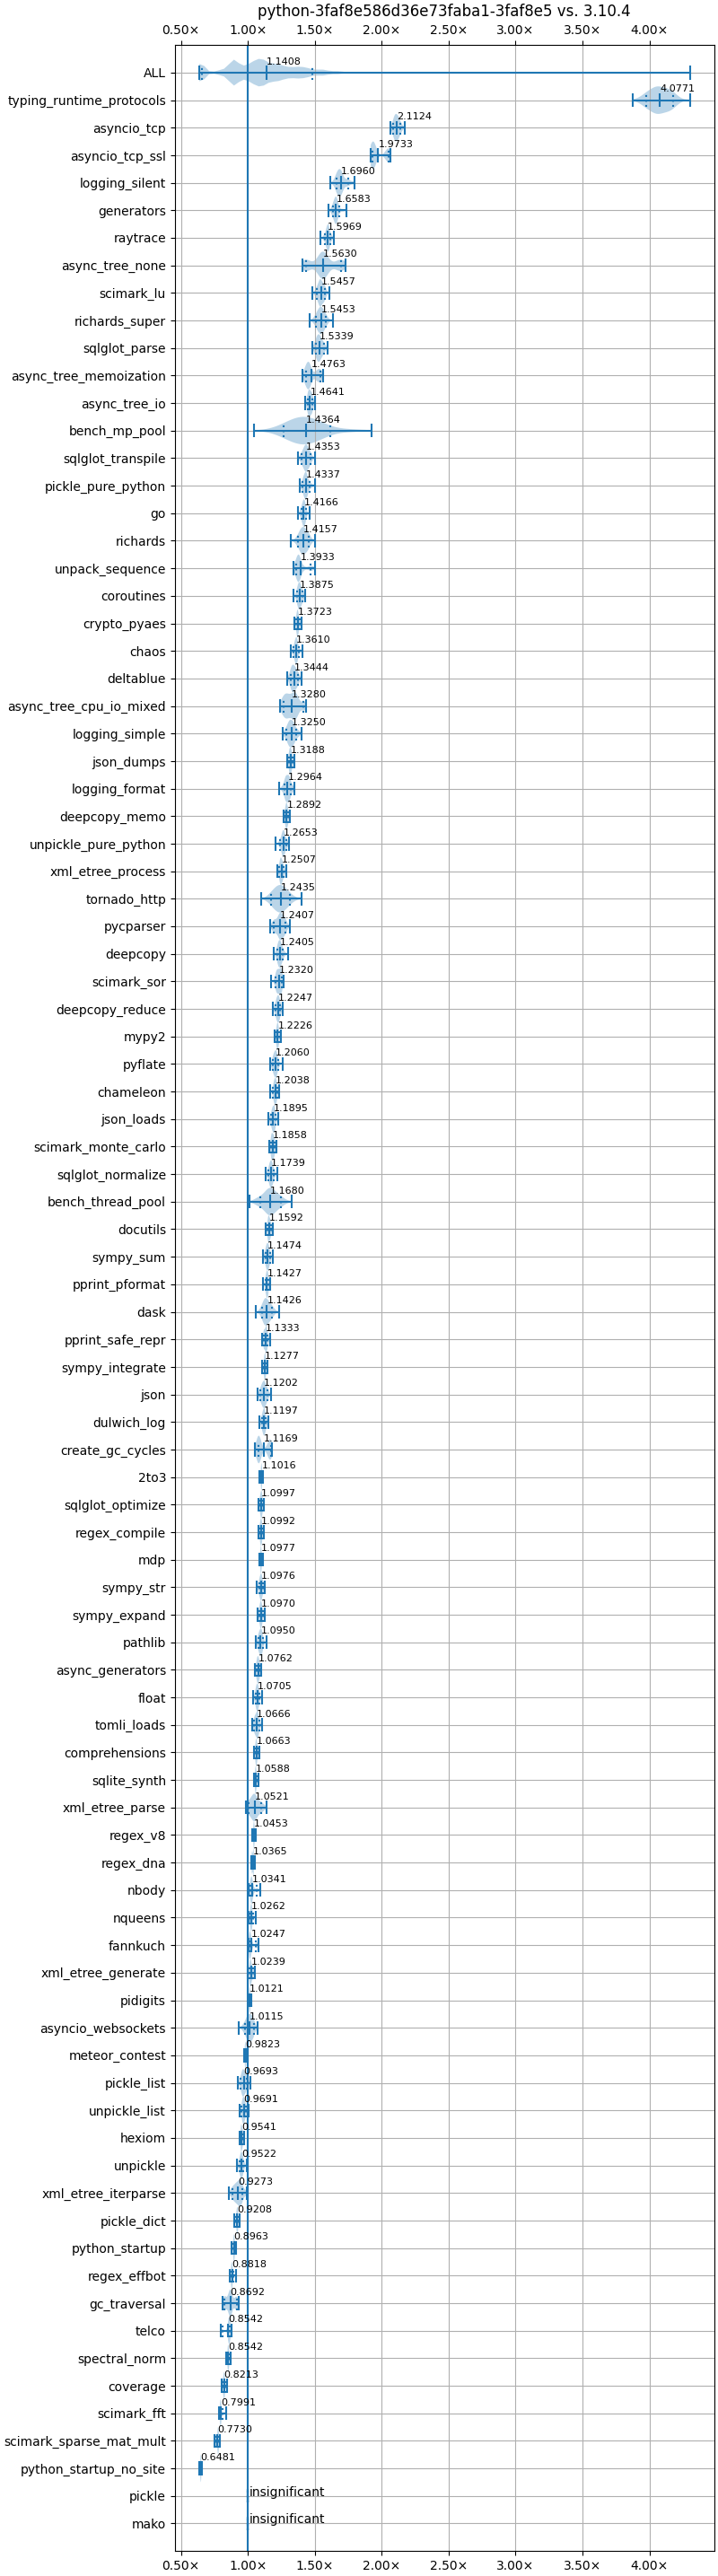 python-3faf8e586d36e73faba1-3faf8e5 vs. 3.10.4
0.50× 1.00× 1.50× 2.00× 2.50× 3.00× 3.50× 4.00×
ALL 1.1408
typing_runtime_protocols 4.0771
asyncio_tcp 2.1124
asyncio_tcp_ssl 1.9733
logging_silent 1.6960
generators 1.6583
raytrace 1.5969
async_tree_none 1.5630
scimark_lu 1.5457
richards_super 1.5453
sqlglot_parse 1.5339
async_tree_memoization 1.4763
async_tree_io 1.4641
bench_mp_pool 1.4364
sqlglot_transpile 1.4353
pickle_pure_python 1.4337
go 1.4166
richards 1.4157
unpack_sequence 1.3933
coroutines 1.3875
crypto_pyaes 1.3723
chaos 1.3610
deltablue 1.3444
async_tree_cpu_io_mixed 1.3280
logging_simple 1.3250
json_dumps 1.3188
logging_format 1.2964
deepcopy_memo 1.2892
unpickle_pure_python 1.2653
xml_etree_process 1.2507
tornado_http 1.2435
pycparser 1.2407
deepcopy 1.2405
scimark_sor 1.2320
deepcopy_reduce 1.2247
mypy2 1.2226
pyflate 1.2060
chameleon 1.2038
json_loads 1.1895
scimark_monte_carlo 1.1858
sqlglot_normalize 1.1739
bench_thread_pool 1.1680
docutils 1.1592
sympy_sum 1.1474
pprint_pformat 1.1427
dask 1.1426
pprint_safe_repr 1.1333
sympy_integrate 1.1277
json 1.1202
dulwich_log 1.1197
create_gc_cycles 1.1169
2to3 1.1016
sqlglot_optimize 1.0997
regex_compile 1.0992
mdp 1.0977
sympy_str 1.0976
sympy_expand 1.0970
pathlib 1.0950
async_generators 1.0762
float 1.0705
tomli_loads 1.0666
comprehensions 1.0663
sqlite_synth 1.0588
xml_etree_parse 1.0521
regex_v8 1.0453
regex_dna 1.0365
nbody 1.0341
nqueens 1.0262
fannkuch 1.0247
xml_etree_generate 1.0239
pidigits 1.0121
asyncio_websockets 1.0115
meteor_contest 0.9823
pickle_list 0.9693
unpickle_list 0.9691
hexiom 0.9541
unpickle 0.9522
xml_etree_iterparse 0.9273
pickle_dict 0.9208
python_startup 0.8963
regex_effbot 0.8818
gc_traversal 0.8692
telco 0.8542
spectral_norm 0.8542
coverage 0.8213
scimark_fft 0.7991
scimark_sparse_mat_mult 0.7730
python_startup_no_site 0.6481
pickle insignificant
mako insignificant
0.50× 1.00× 1.50× 2.00× 2.50× 3.00× 3.50× 4.00×